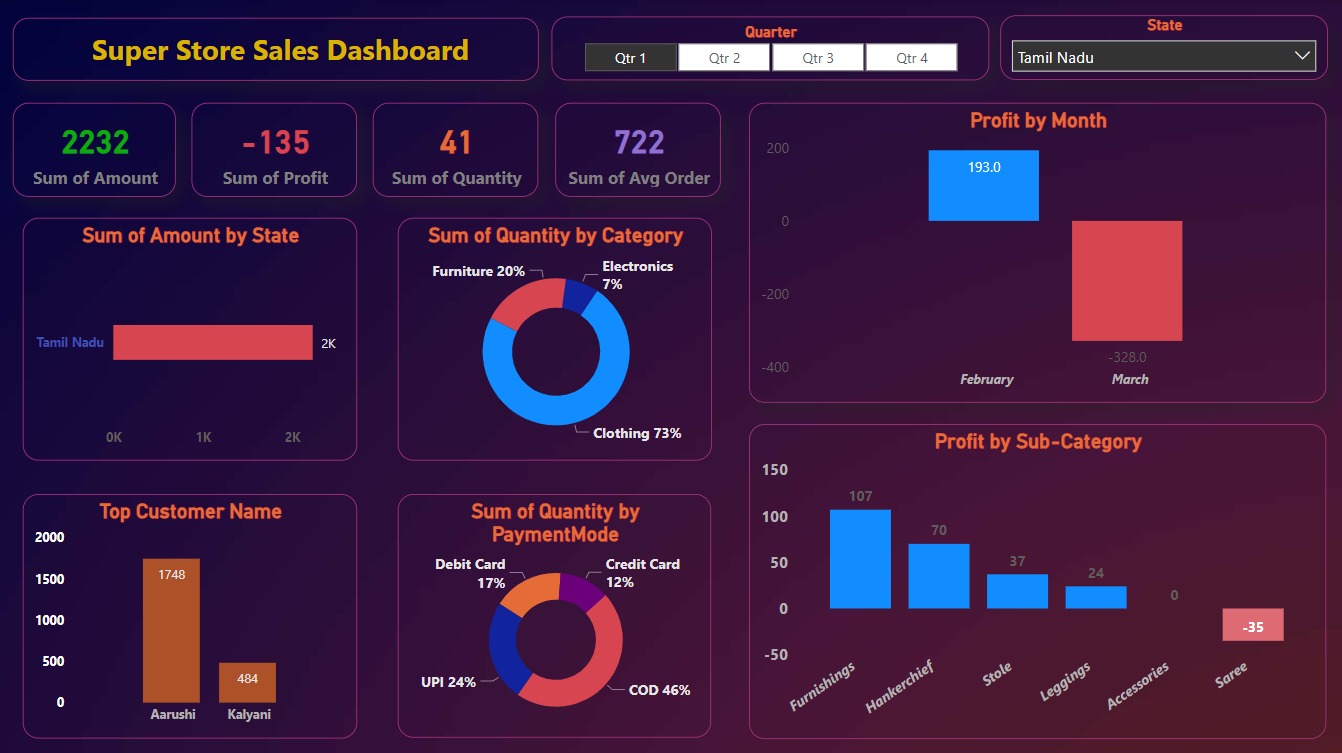 Super Store Sales Dashboard
Quarter
Qtr 1
Qtr 2
Qtr 3
Qtr 4
State
Tamil Nadu
2232
Sum of Amount
-135
Sum of Profit
41
Sum of Quantity
722
Sum of Avg Order
Profit by Month
200
0
-200
-400
193.0
-328.0
February
March
Sum of Amount by State
Tamil Nadu
2K
0K
1K
2K
Sum of Quantity by Category
Furniture 20%
Electronics
7%
Clothing 73%
Profit by Sub-Category
150
100
50
0
-50
107
70
37
24
0
-35
Furnishings
Hankerchief
Stole
Leggings
Accessories
Saree
Top Customer Name
2000
1500
1000
500
0
1748
484
Aarushi
Kalyani
Sum of Quantity by
PaymentMode
Debit Card
17%
Credit Card
12%
UPI 24%
COD 46%